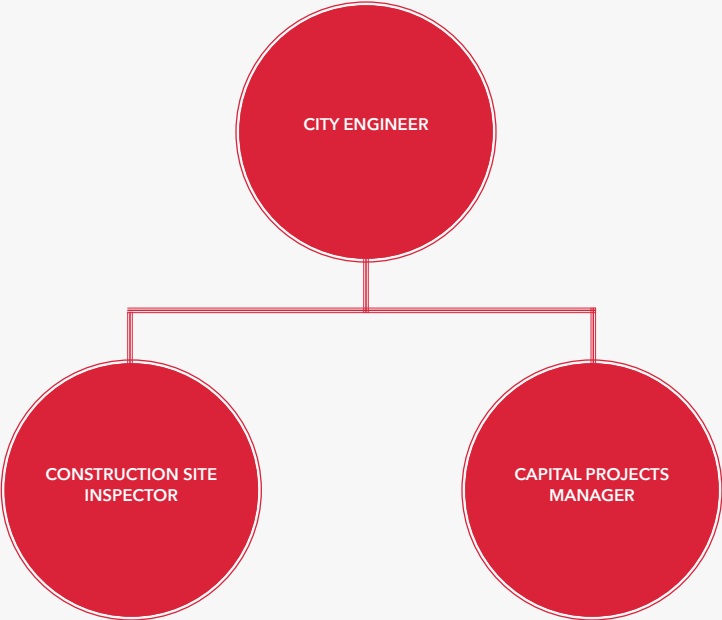 CITY ENGINEER
CONSTRUCTION SITE
INSPECTOR
CAPITAL PROJECTS
MANAGER